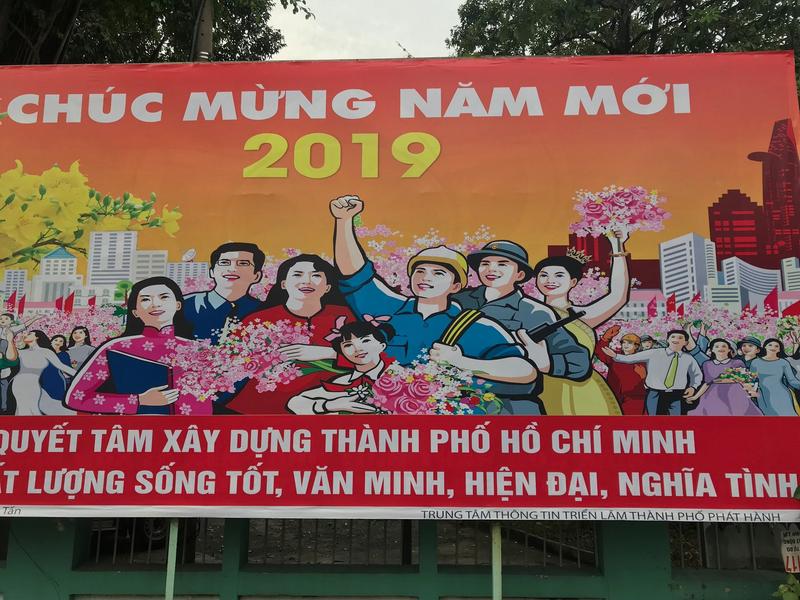 CHÚC MỪNG NĂM MỚI
2019
QUYẾT TÂM XÂY DỰNG THÀNH PHỐ HỒ CHÍ MINH
LƯỢNG SỐNG TỐT, VĂN MINH, HIỆN ĐẠI, NGHĨA TÌNH
Tấn
TRUNG TÂM THÔNG TIN TRIỂN LÃM THÀNH PHỐ PHÁT HÀNH